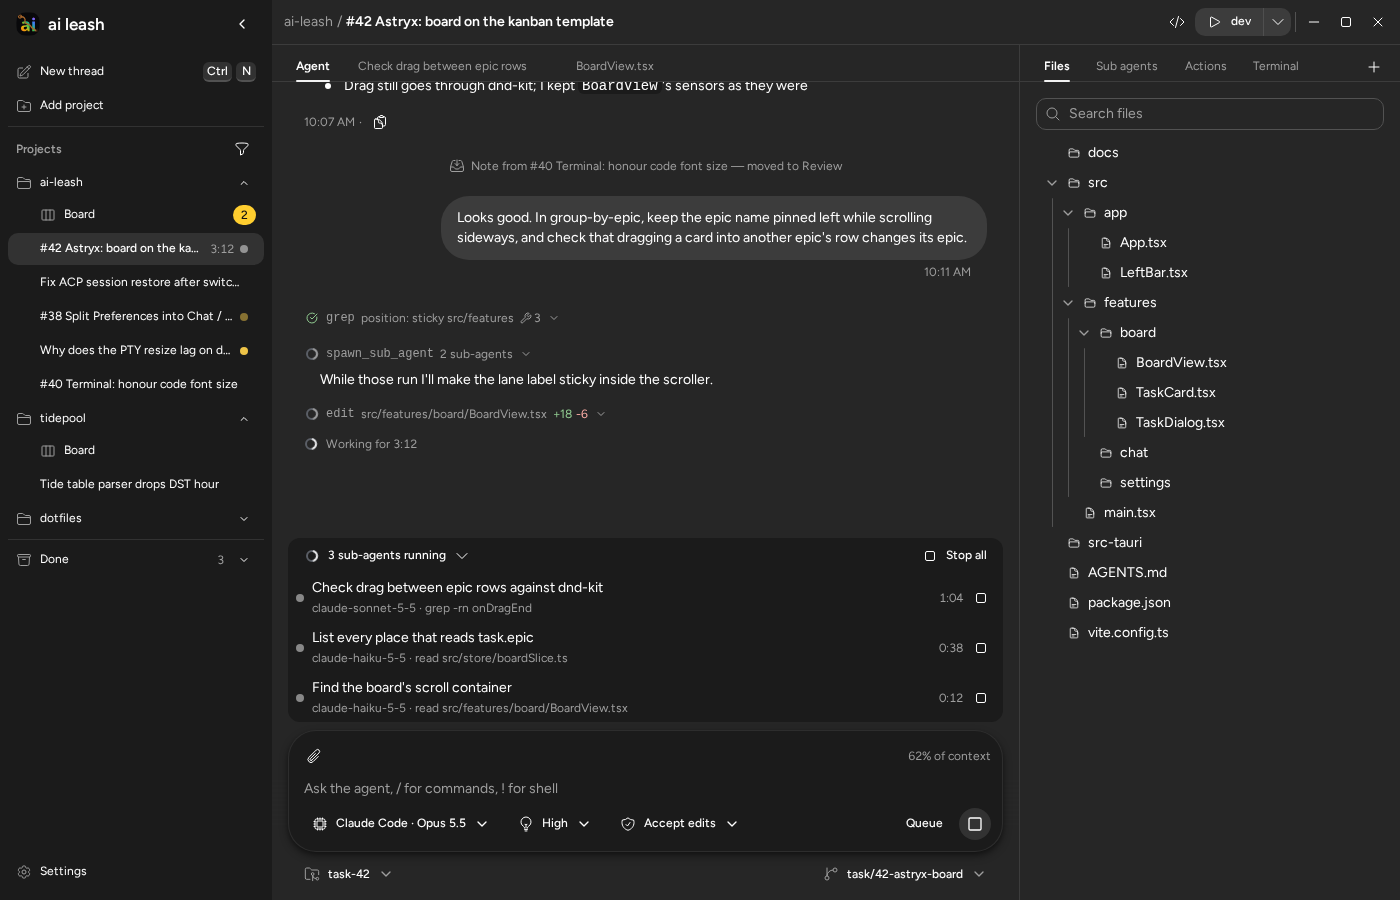 ai leash
New thread Ctrl N
Add project
Projects
ai-leash
Board 2
#42 Astryx: board on the ka... 3:12
Fix ACP session restore after switc...
#38 Split Preferences into Chat / ...
Why does the PTY resize lag on d...
#40 Terminal: honour code font size
tidepool
Board
Tide table parser drops DST hour
dotfiles
Done 3
Settings
ai-leash / #42 Astryx: board on the kanban template
dev
Agent Check drag between epic rows BoardView.tsx
Drag still goes through dnd-kit; I kept BoardView's sensors as they were
10:07 AM ·
Note from #40 Terminal: honour code font size — moved to Review
Looks good. In group-by-epic, keep the epic name pinned left while scrolling
sideways, and check that dragging a card into another epic's row changes its epic.
10:11 AM
grep position: sticky src/features 3
spawn_sub_agent 2 sub-agents
While those run I'll make the lane label sticky inside the scroller.
edit src/features/board/BoardView.tsx +18 -6
Working for 3:12
3 sub-agents running Stop all
Check drag between epic rows against dnd-kit
claude-sonnet-5-5 · grep -rn onDragEnd 1:04
List every place that reads task.epic
claude-haiku-5-5 · read src/store/boardSlice.ts 0:38
Find the board's scroll container
claude-haiku-5-5 · read src/features/board/BoardView.tsx 0:12
62% of context
Ask the agent, / for commands, ! for shell
Claude Code · Opus 5.5 High Accept edits Queue
task-42 task/42-astryx-board
Files Sub agents Actions Terminal
Search files
docs
src
app
App.tsx
LeftBar.tsx
features
board
BoardView.tsx
TaskCard.tsx
TaskDialog.tsx
chat
settings
main.tsx
src-tauri
AGENTS.md
package.json
vite.config.ts